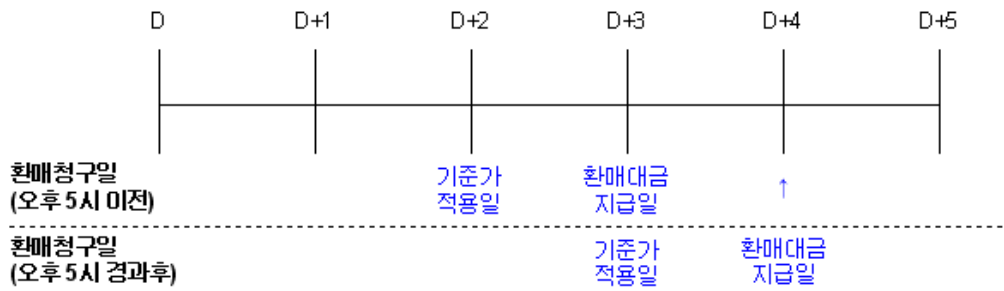 D D+1 D+2 D+3 D+4 D+5
환매청구일 기준가 환매대금 ↑
(오후 5시 이전) 적용일 지급일
환매청구일 기준가 환매대금
(오후 5시 경과후) 적용일 지급일